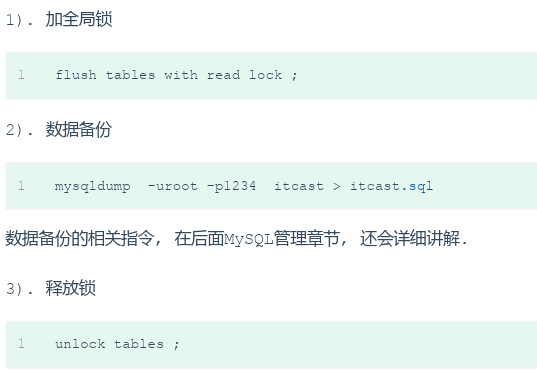 1). 加全局锁
1 flush tables with read lock ;
2). 数据备份
1 mysqldump  -uroot -p1234  itcast > itcast.sql
数据备份的相关指令, 在后面MySQL管理章节, 还会详细讲解.
3). 释放锁
1 unlock tables ;